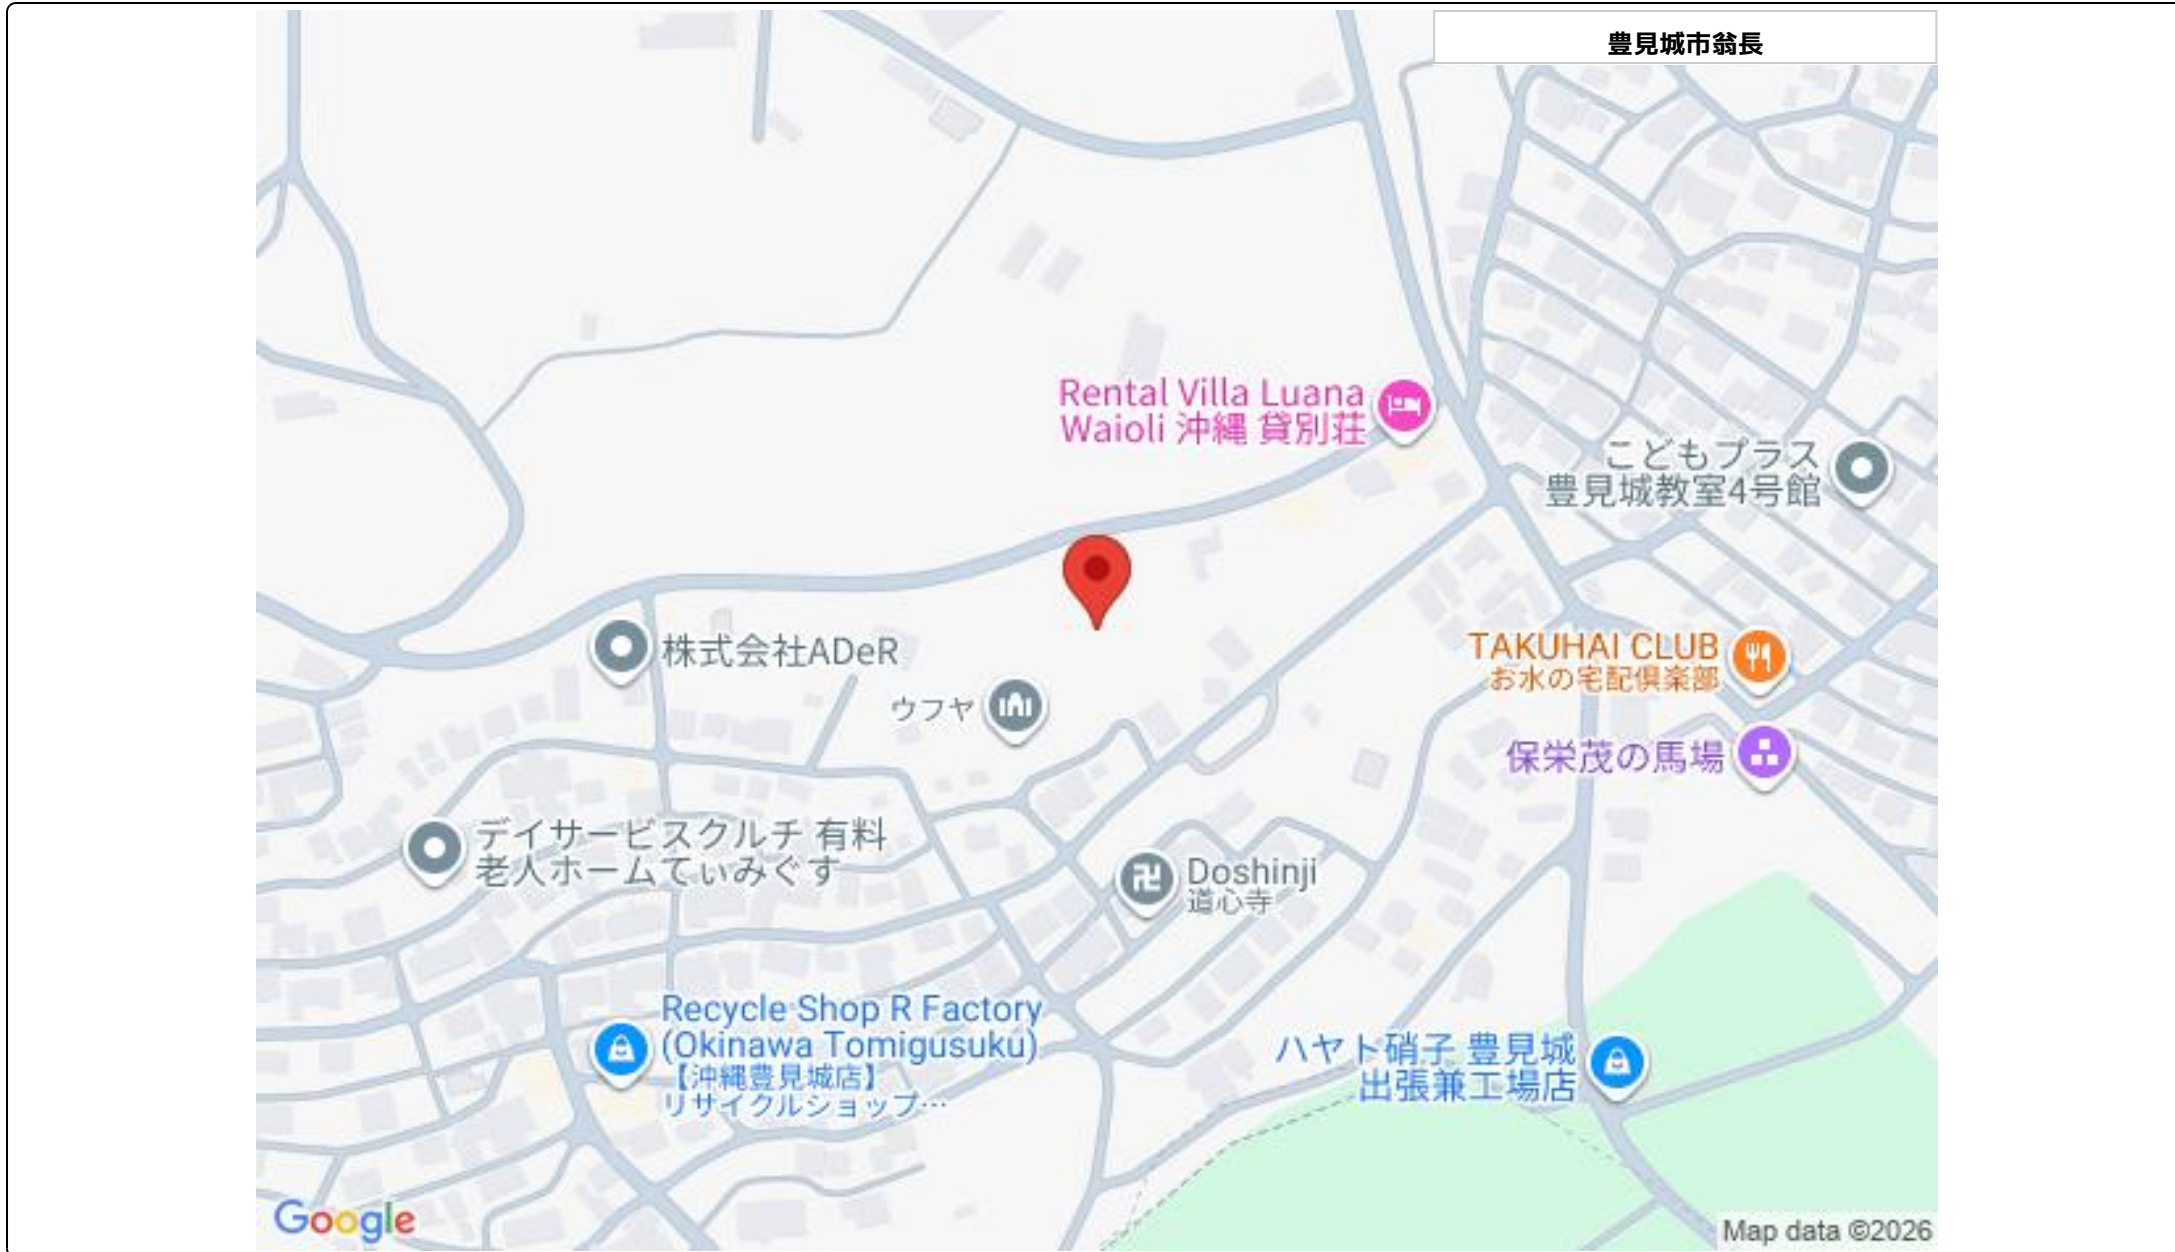 豊見城市翁長
Rental Villa Luana
Waioli 沖縄 貸別荘
こどもプラス
豊見城教室4号館
株式会社ADeR
TAKUHAI CLUB
お水の宅配倶楽部
ウフヤ
保栄茂の馬場
デイサービスクルチ 有料
老人ホームてぃみぐす
Doshinji
道心寺
Recycle Shop R Factory
(Okinawa Tomigusuku)
【沖縄豊見城店】
リサイクルショップ…
ハヤト硝子 豊見城
出張兼工場店
Google
Map data ©2026